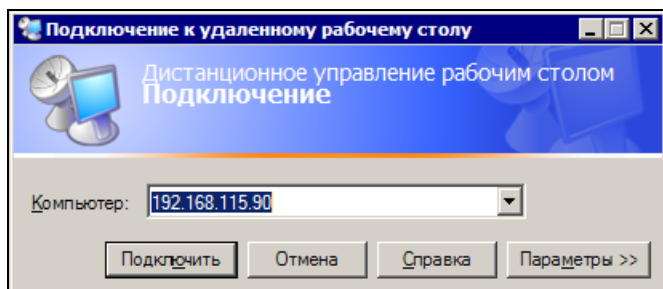 Подключение к удаленному рабочему столу
Дистанционное управление рабочим столом
Подключение
Компьютер: 192.168.115.90
Подключить Отмена Справка Параметры >>